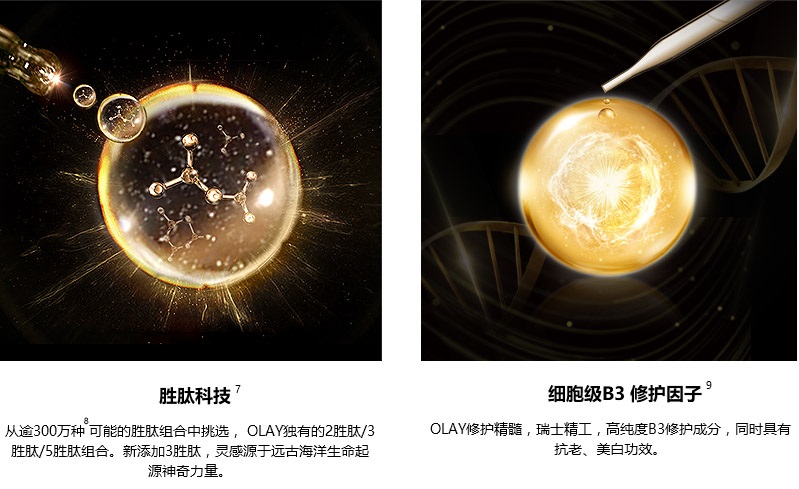 胜肽科技7
从逾300万种8可能的胜肽组合中挑选，OLAY独有的2胜肽/3
胜肽/5胜肽组合。新添加3胜肽，灵感源于远古海洋生命起
源神奇力量。
细胞级B3 修护因子9
OLAY修护精髓，瑞士精工，高纯度B3修护成分，同时具有
抗老、美白功效。